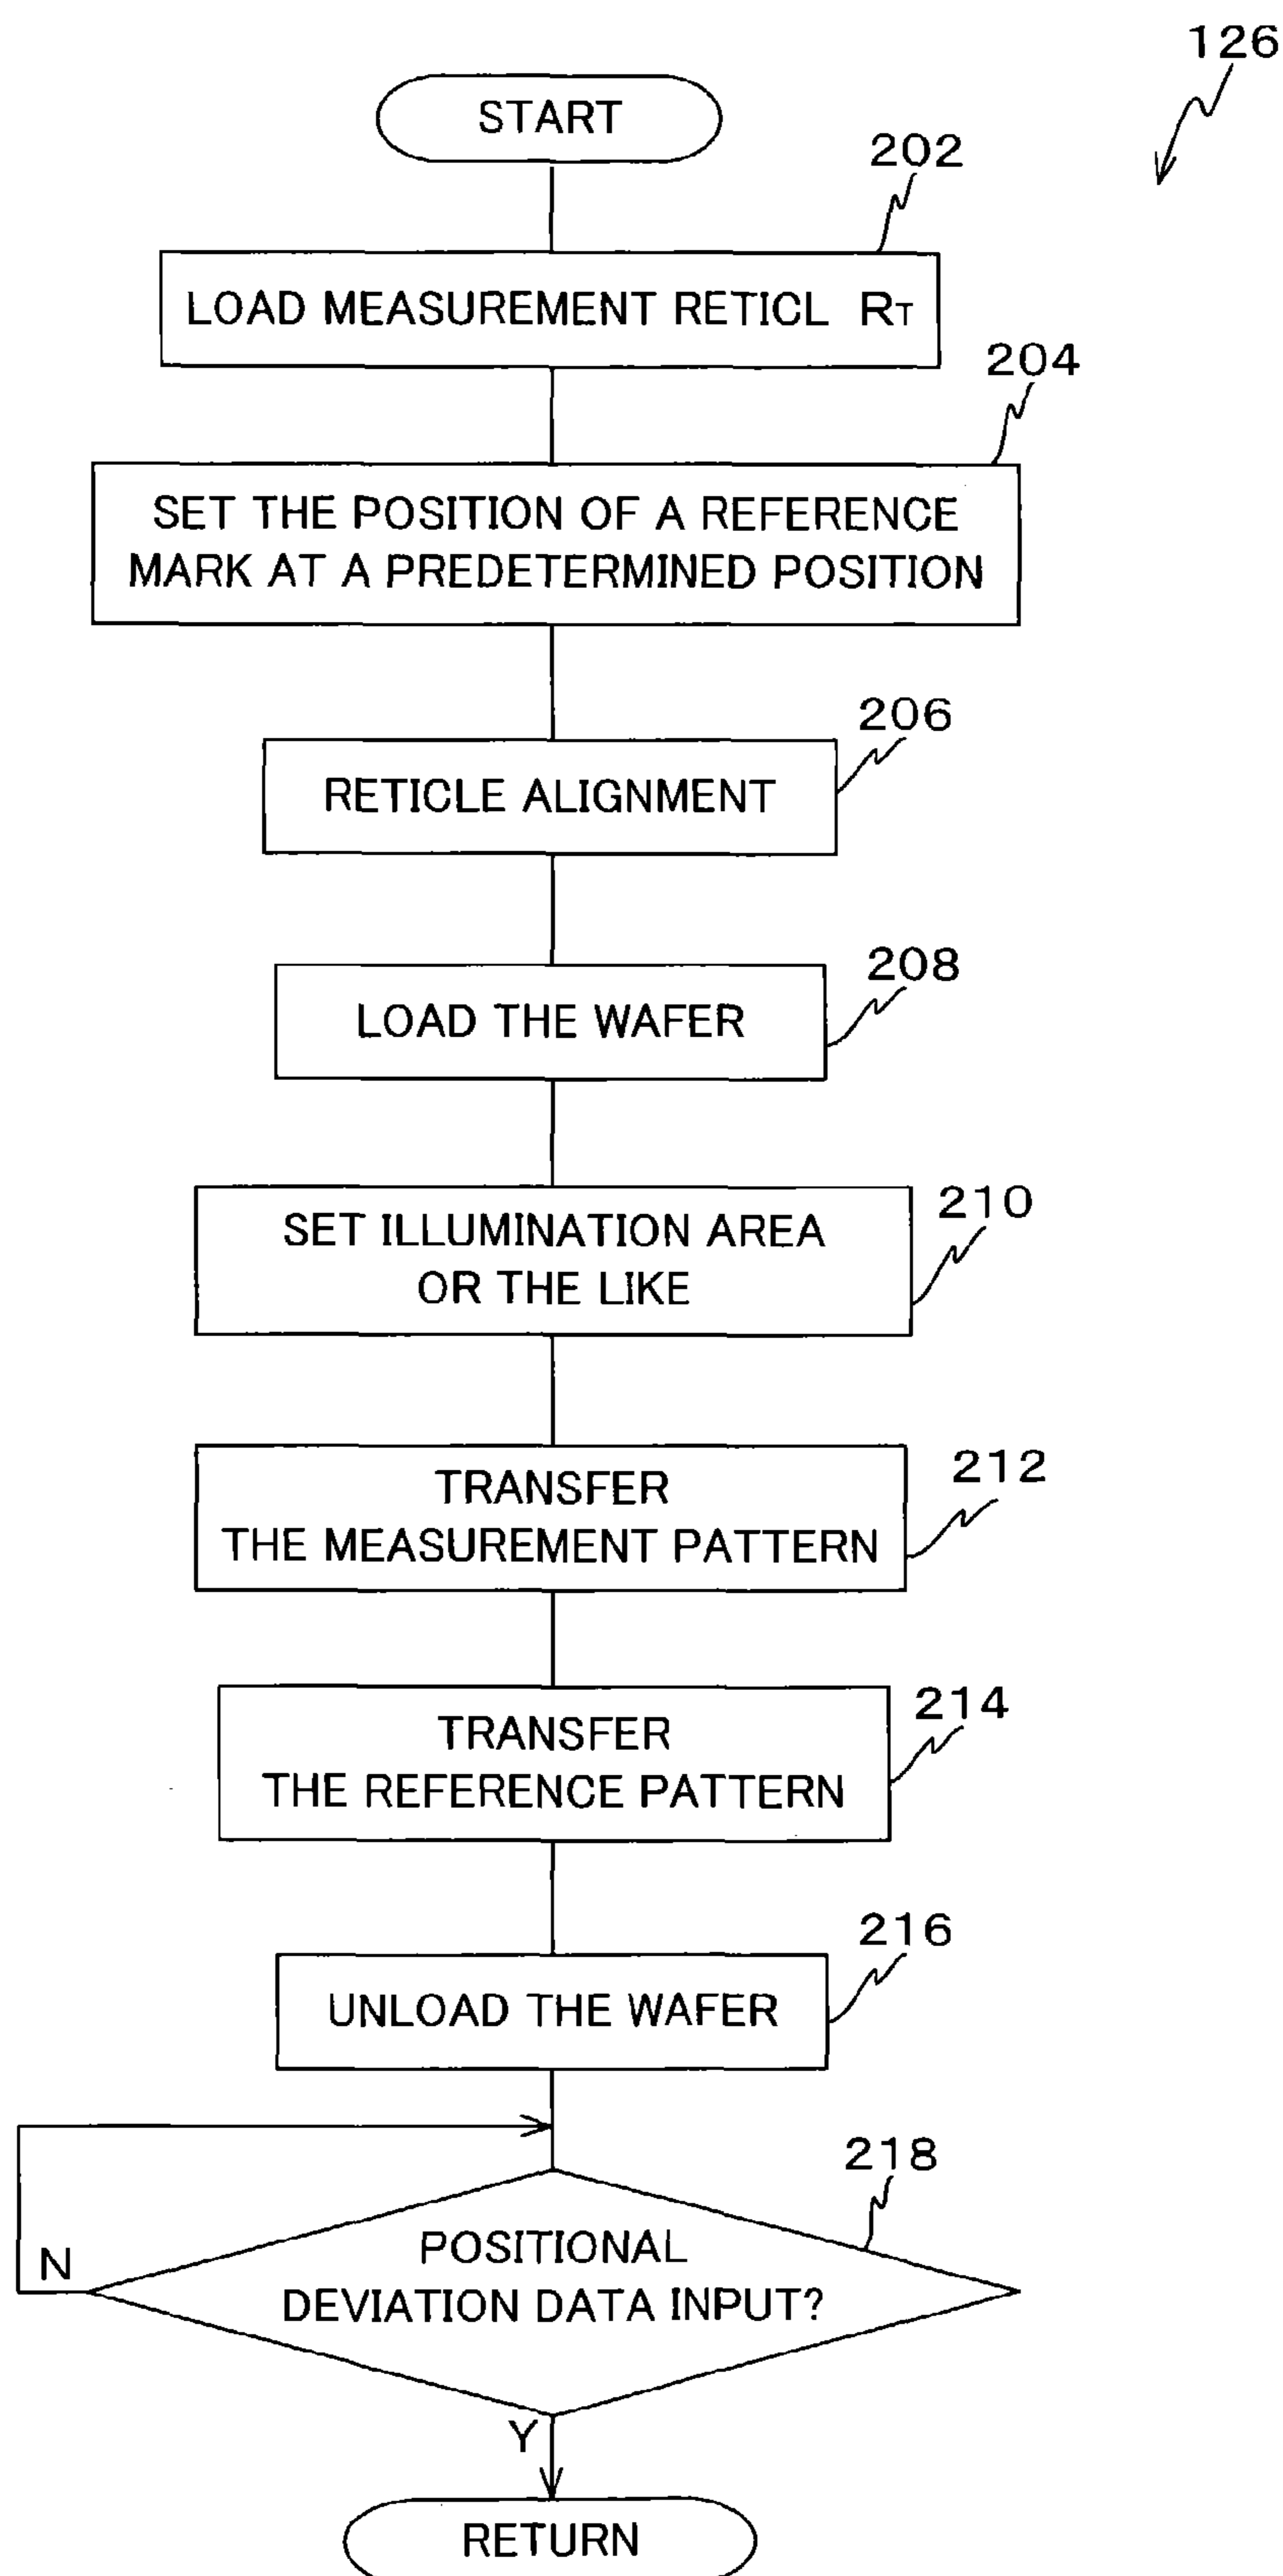 126
START
202
LOAD MEASUREMENT RETICL RT
204
SET THE POSITION OF A REFERENCE
MARK AT A PREDETERMINED POSITION
206
RETICLE ALIGNMENT
208
LOAD THE WAFER
210
SET ILLUMINATION AREA
OR THE LIKE
212
TRANSFER
THE MEASUREMENT PATTERN
214
TRANSFER
THE REFERENCE PATTERN
216
UNLOAD THE WAFER
218
POSITIONAL
DEVIATION DATA INPUT?
N
Y
RETURN